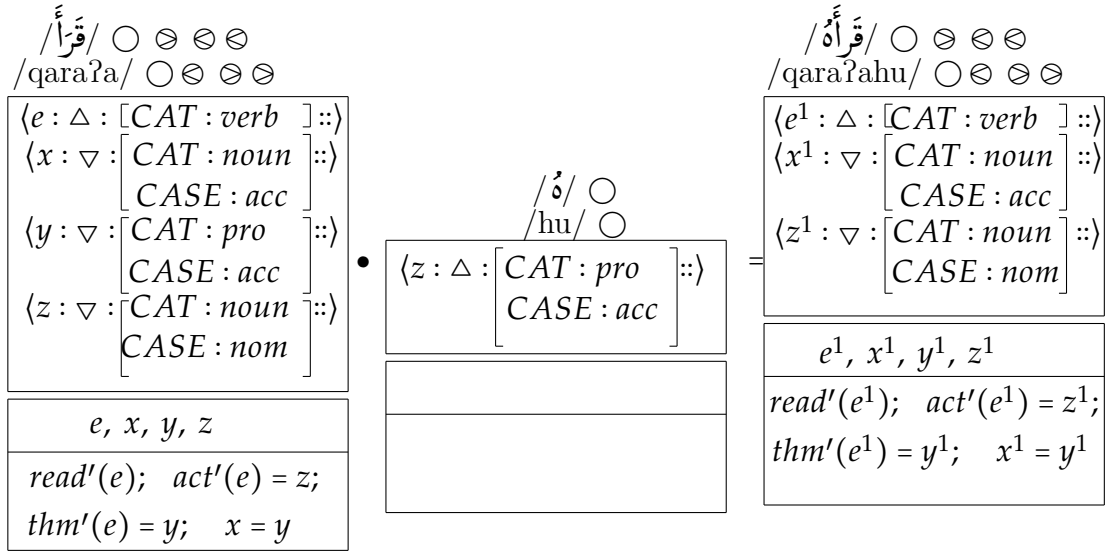 /قَرَأَ/ ◯ ⧁ ⧀ ⧀
/qaraʔa/ ◯ ⧀ ⧁ ⧁
⟨e : △ : [CAT : verb ] ::⟩
⟨x : ▽ : [CAT : noun
CASE : acc ] ::⟩
⟨y : ▽ : [CAT : pro
CASE : acc ] ::⟩
⟨z : ▽ : [CAT : noun
CASE : nom ] ::⟩
e, x, y, z
read′(e); act′(e) = z;
thm′(e) = y; x = y
•
/هُ/ ◯
/hu/ ◯
⟨z : △ : [CAT : pro
CASE : acc ] ::⟩
=
/قَرأَهُ/ ◯ ⧁ ⧀ ⧀
/qaraʔahu/ ◯ ⧀ ⧁ ⧁
⟨e¹ : △ : [CAT : verb ] ::⟩
⟨x¹ : ▽ : [CAT : noun
CASE : acc ] ::⟩
⟨z¹ : ▽ : [CAT : noun
CASE : nom] ::⟩
e¹, x¹, y¹, z¹
read′(e¹); act′(e¹) = z¹;
thm′(e¹) = y¹; x¹ = y¹